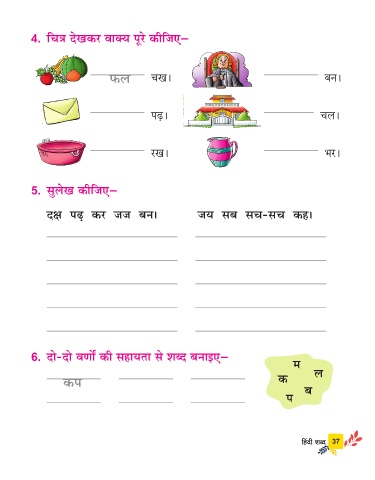 4. चित्र देखकर वाक्य पूरे कीजिए–
फल चख। बन।
पढ़। चल।
रख। भर।
5. सुलेख कीजिए–
दक्ष पढ़ कर जज बन। जय सब सच-सच कह।
6. दो-दो वर्णों की सहायता से शब्द बनाइए–
म
क ल
कप
ब
प
हिंदी शब्द 37